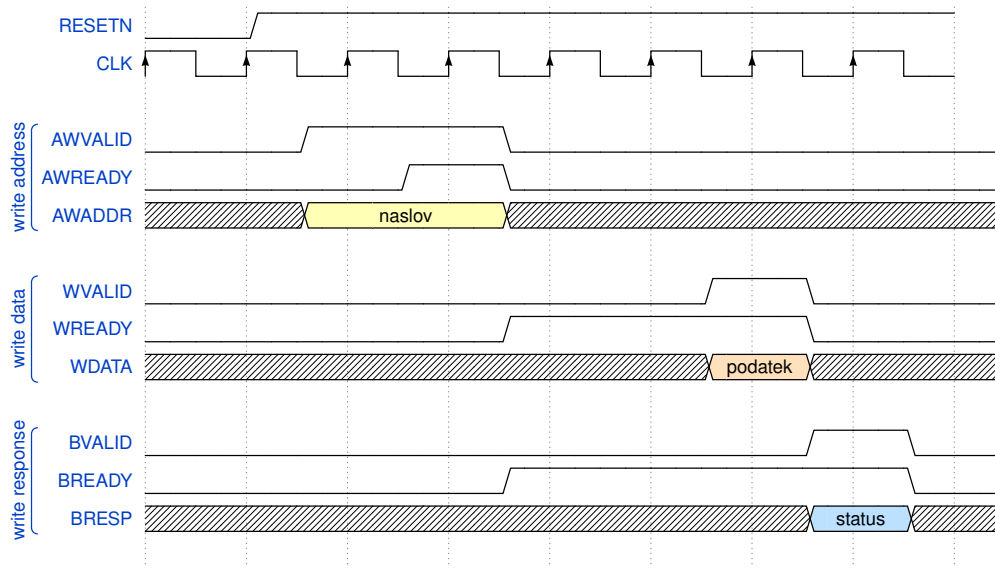 RESETN
CLK
write address
AWVALID
AWREADY
AWADDR
naslov
write data
WVALID
WREADY
WDATA
podatek
write response
BVALID
BREADY
BRESP
status